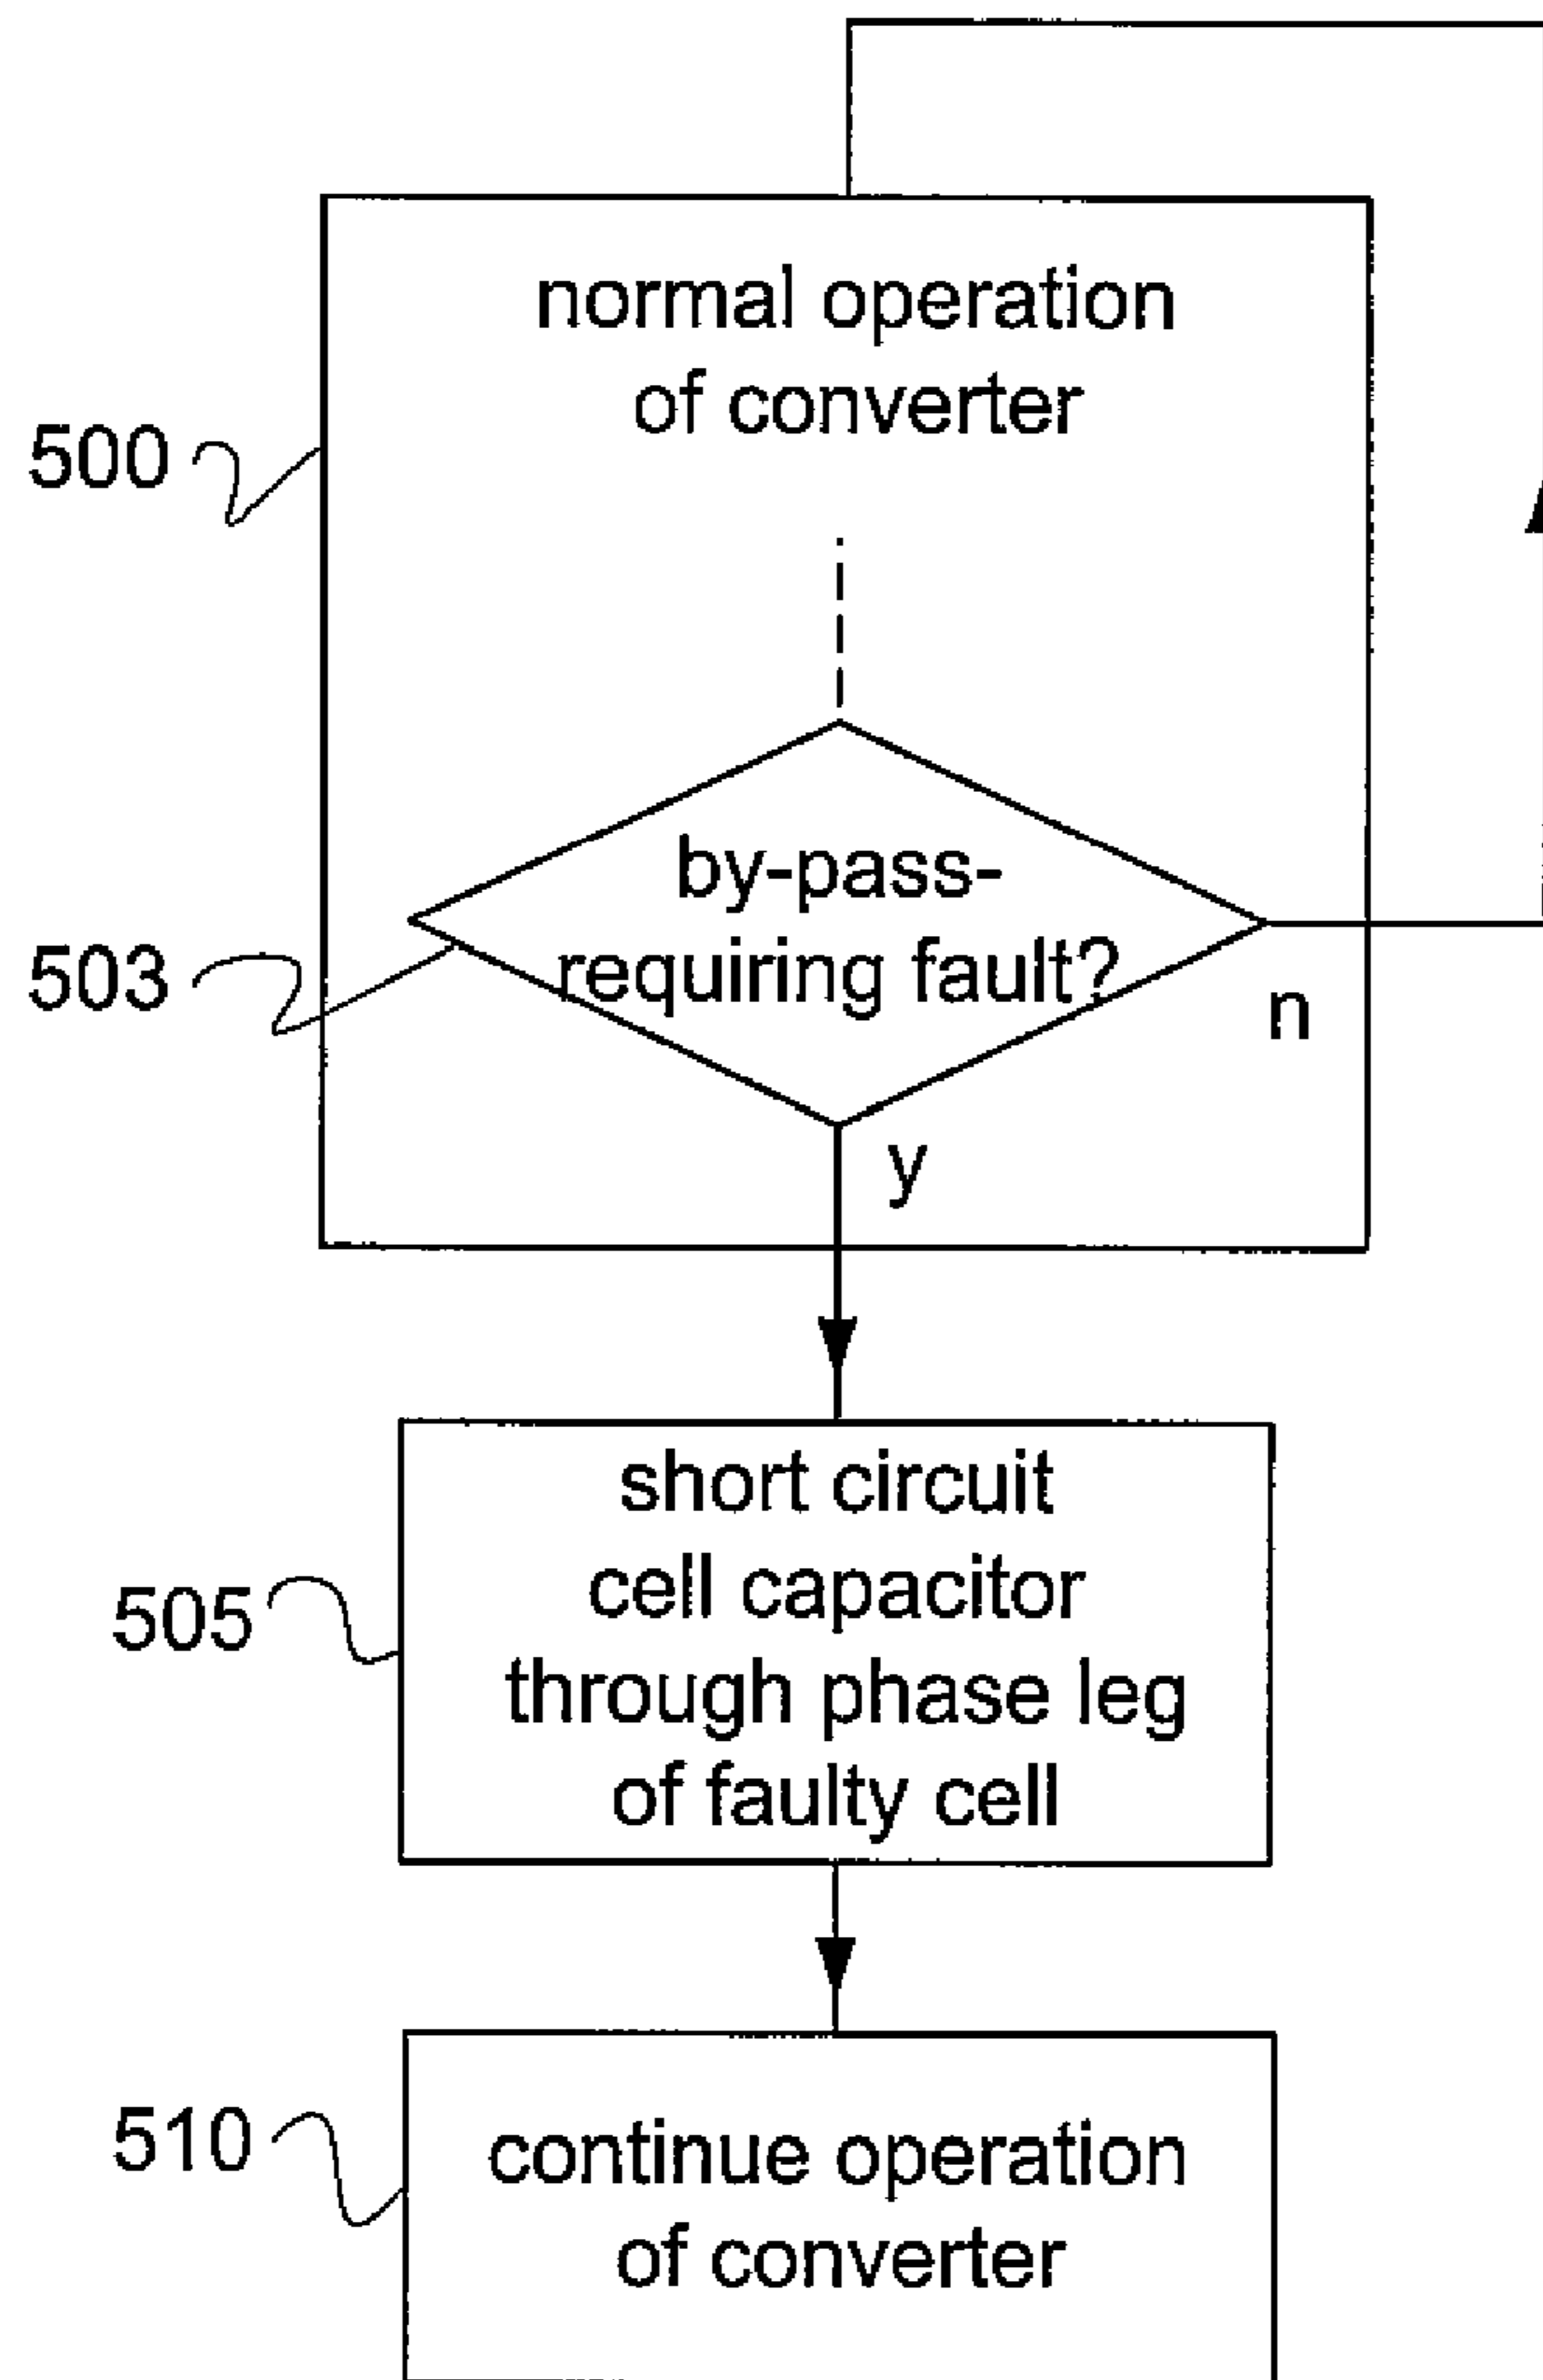 normal operation
of converter
500
by-pass-
requiring fault?
503
n
y
short circuit
cell capacitor
through phase leg
of faulty cell
505
510
continue operation
of converter